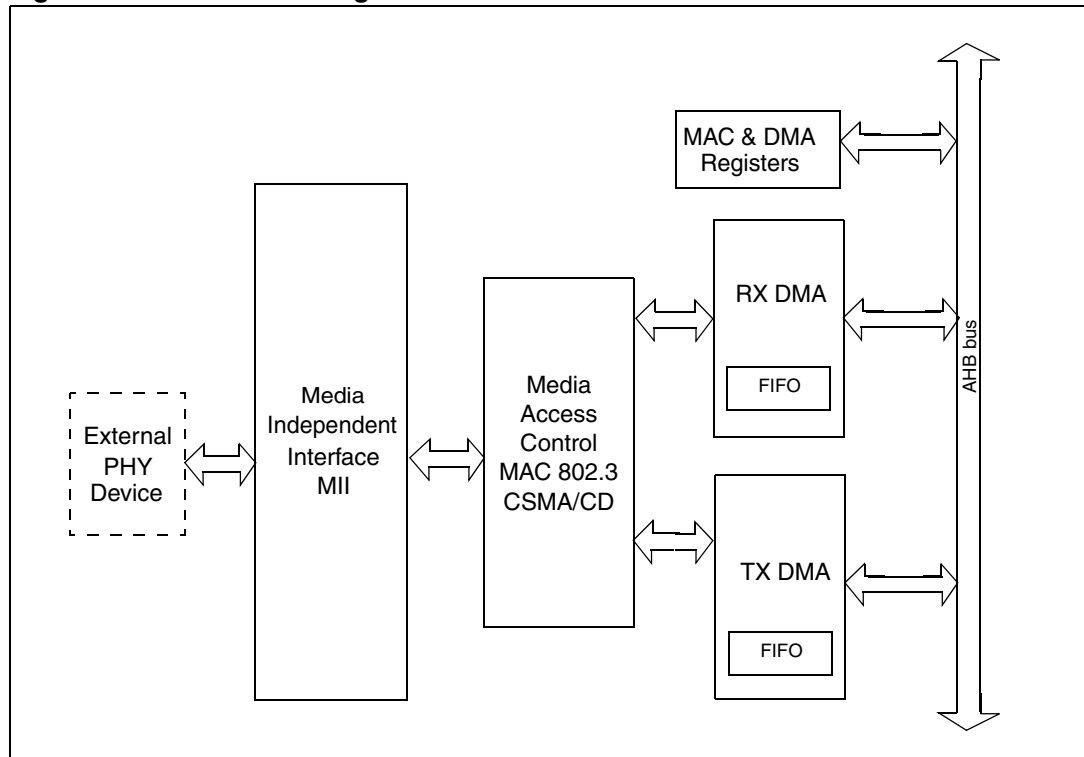 MAC & DMA
Registers
RX DMA
FIFO
AHB bus
Media
Independent
Interface
MII
Media
Access
Control
MAC 802.3
CSMA/CD
External
PHY
Device
TX DMA
FIFO